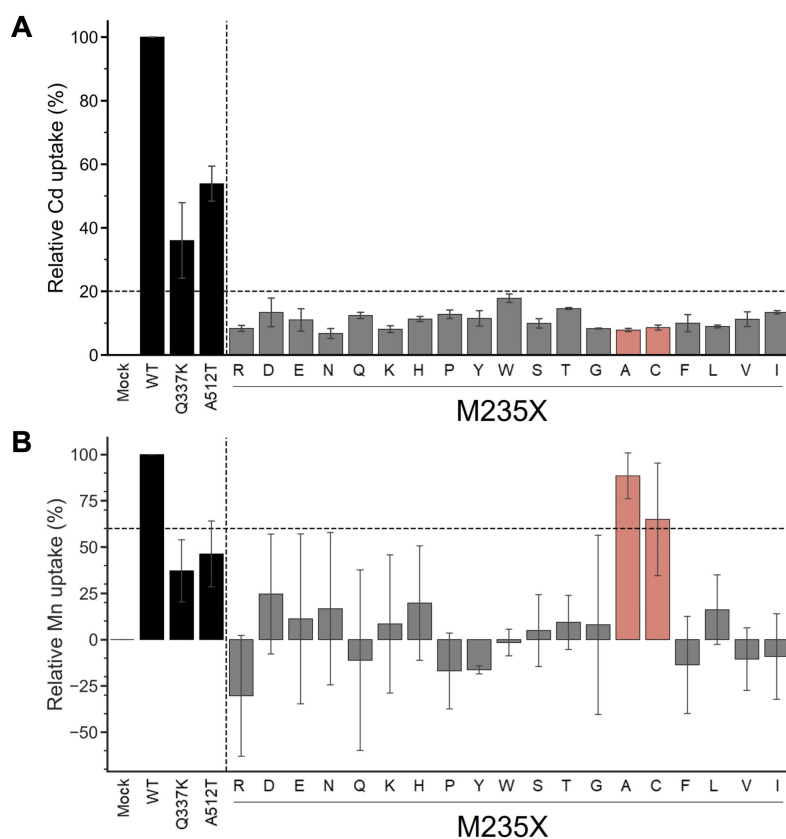 A
Relative Cd uptake (%)
100
80
60
40
20
0
Mock
WT
Q337K
A512T
R D E N Q K H P Y W S T G A C F L V I
M235X
B
Relative Mn uptake (%)
100
75
50
25
0
−25
−50
Mock
WT
Q337K
A512T
R D E N Q K H P Y W S T G A C F L V I
M235X